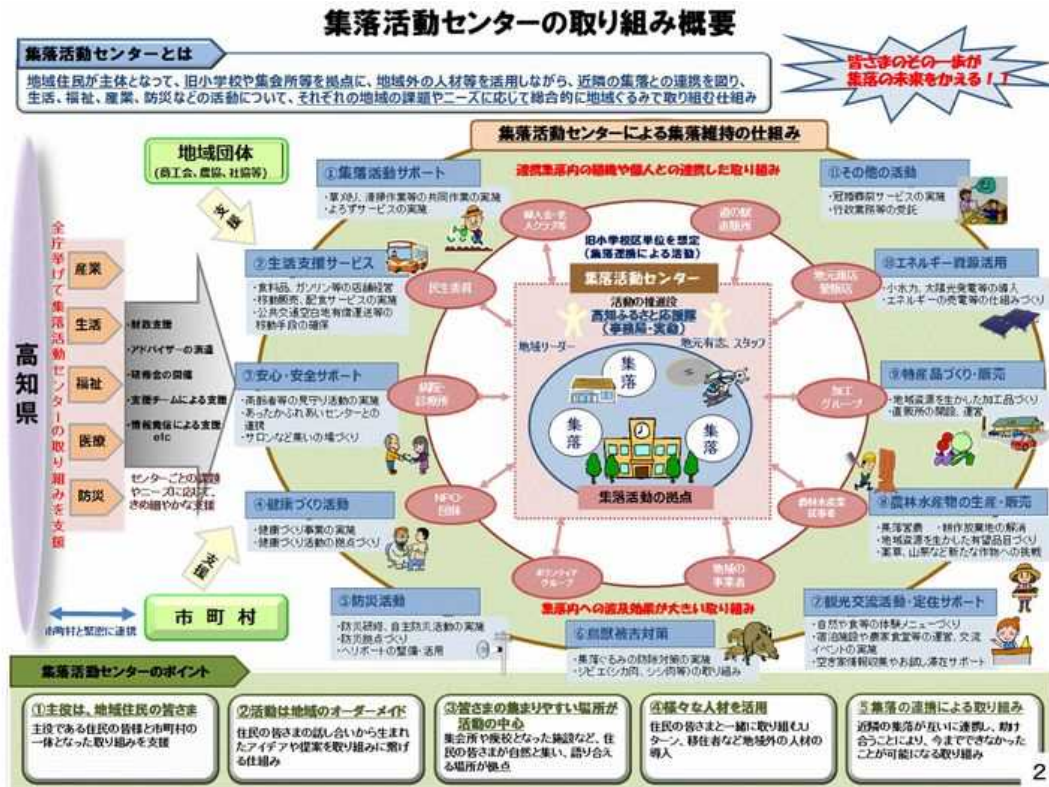 集落活動センターの取り組み概要
集落活動センターとは
地域住民が主体となって、旧小学校や集会所等を拠点に、地域外の人材等を活用しながら、近隣の集落との連携を図り、
生活、福祉、産業、防災などの活動について、それぞれの地域の課題やニーズに応じて総合的に地域ぐるみで取り組む仕組み
皆さまのその一歩が
集落の未来をかえる！！
高知県
全庁挙げて集落活動センターの取り組みを支援
産業
生活
福祉
医療
防災
・財政支援
・アドバイザーの派遣
・研修会の開催
・支援チームによる支援
・情報発信による支援
etc
センターごとの課題
やニーズに応じて、
きめ細やかな支援
市町村と緊密に連携
地域団体
(商工会、農協、社協等)
支援
支援
市町村
集落活動センターによる集落維持の仕組み
連携集落内の組織や個人との連携した取り組み
①集落活動サポート
・草刈り、清掃作業等の共同作業の実施
・よろずサービスの実施
②生活支援サービス
・食料品、ガソリン等の店舗経営
・移動販売、配食サービスの実施
・公共交通空白地有償運送等の
移動手段の確保
③安心・安全サポート
・高齢者等の見守り活動の実施
・あったかふれあいセンターとの
連携
・サロンなど集いの場づくり
④健康づくり活動
・健康づくり事業の実施
・健康づくり活動の拠点づくり
⑤防災活動
・防災研修、自主防災活動の実施
・防災拠点づくり
・ヘリポートの整備・活用
⑥鳥獣被害対策
・集落ぐるみの防除対策の実施
・ジビエ(シカ肉、シシ肉等)の取り組み
⑦観光交流活動・定住サポート
・自然や食等の体験メニューづくり
・宿泊施設や農家食堂等の運営、交流
イベントの実施
・空き家情報収集やお試し滞在サポート
⑧農林水産物の生産・販売
・集落営農　・耕作放棄地の解消
・地域資源を生かした有望品目づくり
・薬草、山菜など新たな作物への挑戦
⑨特産品づくり・販売
・地域資源を生かした加工品づくり
・直販所の開設、運営
⑩エネルギー資源活用
・小水力、太陽光発電等の導入
・エネルギーの売電等の仕組みづくり
⑪その他の活動
・冠婚葬祭サービスの実施
・行政業務等の受託
婦人会・老
人クラブ等
道の駅
直販所
民生委員
地元商店
量販店
病院・
診療所
加工
グループ
NPO・
団体
農林水産業
従事者
ボランティア
グループ
地域の
事業者
旧小学校区単位を想定
(集落連携による活動)
集落活動センター
活動の推進役
高知ふるさと応援隊
(事務局・実動)
地域リーダー
地元有志、スタッフ
集落
集落
集落
集落活動の拠点
集落内への波及効果が大きい取り組み
集落活動センターのポイント
①主役は、地域住民の皆さま
主役である住民の皆様と市町村の
一体となった取り組みを支援
②活動は地域のオーダーメイド
住民の皆さまの話し合いから生まれ
たアイデアや提案を取り組みに繋げ
る仕組み
③皆さまの集まりやすい場所が
活動の中心
集会所や廃校となった施設など、住
民の皆さまが自然と集い、語り合え
る場所が拠点
④様々な人材を活用
住民の皆さまと一緒に取り組むU
ターン、移住者など地域外の人材の
導入
⑤集落の連携による取り組み
近隣の集落が互いに連携し、助け
合うことにより、今までできなかった
ことが可能になる取り組み
2